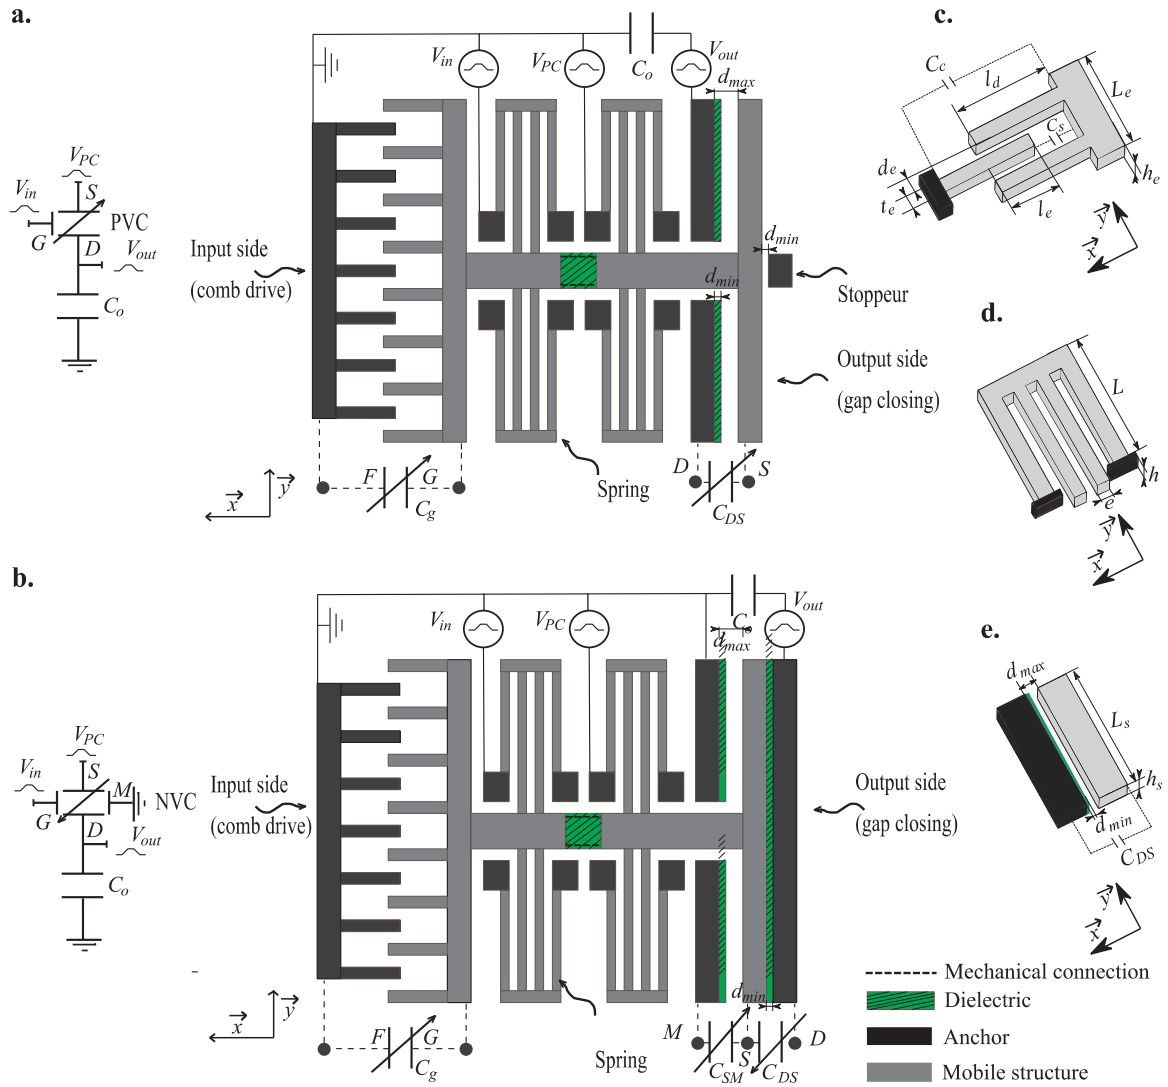 a.
V_in
V_PC
C_o
V_out
d_max
V_PC
S
V_in
G
PVC
D
V_out
C_o
Input side
(comb drive)
d_min
d_min
Stoppeur
Output side
(gap closing)
Spring
F
G
C_g
D
S
C_DS
x
y
c.
C_c
l_d
L_e
C_s
d_e
t_e
l_e
h_e
y
x
d.
L
h
e
y
x
b.
V_in
V_PC
C_o
V_out
d_max
V_PC
S
V_in
M
NVC
G
D
V_out
C_o
Input side
(comb drive)
Output side
(gap closing)
d_min
Spring
F
G
C_g
M
S
D
C_SM
C_DS
x
y
e.
d_max
L_s
h_s
d_min
C_DS
y
x
Mechanical connection
Dielectric
Anchor
Mobile structure